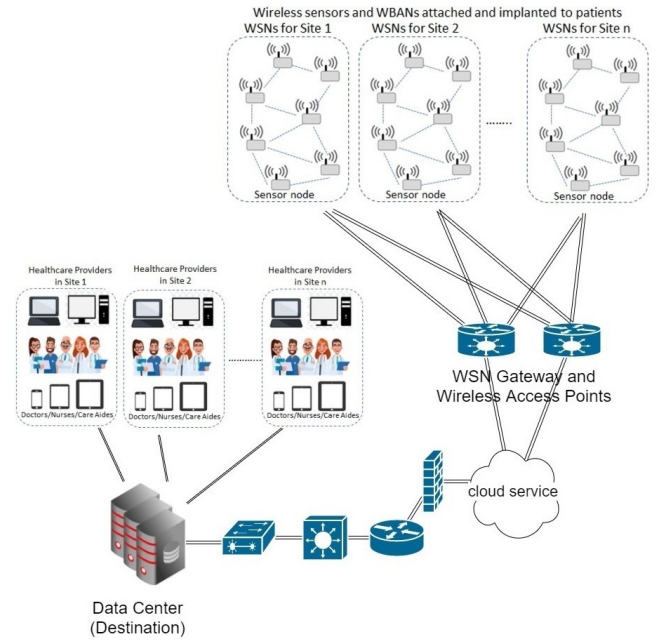 Wireless sensors and WBANs attached and implanted to patients
WSNs for Site 1
WSNs for Site 2
WSNs for Site n
........
Sensor node
Sensor node
Sensor node
Healthcare Providers
in Site 1
Healthcare Providers
in Site 2
Healthcare Providers
in Site n
...........
Doctors/Nurses/Care Aides
Doctors/Nurses/Care Aides
Doctors/Nurses/Care Aides
WSN Gateway and
Wireless Access Points
cloud service
Data Center
(Destination)